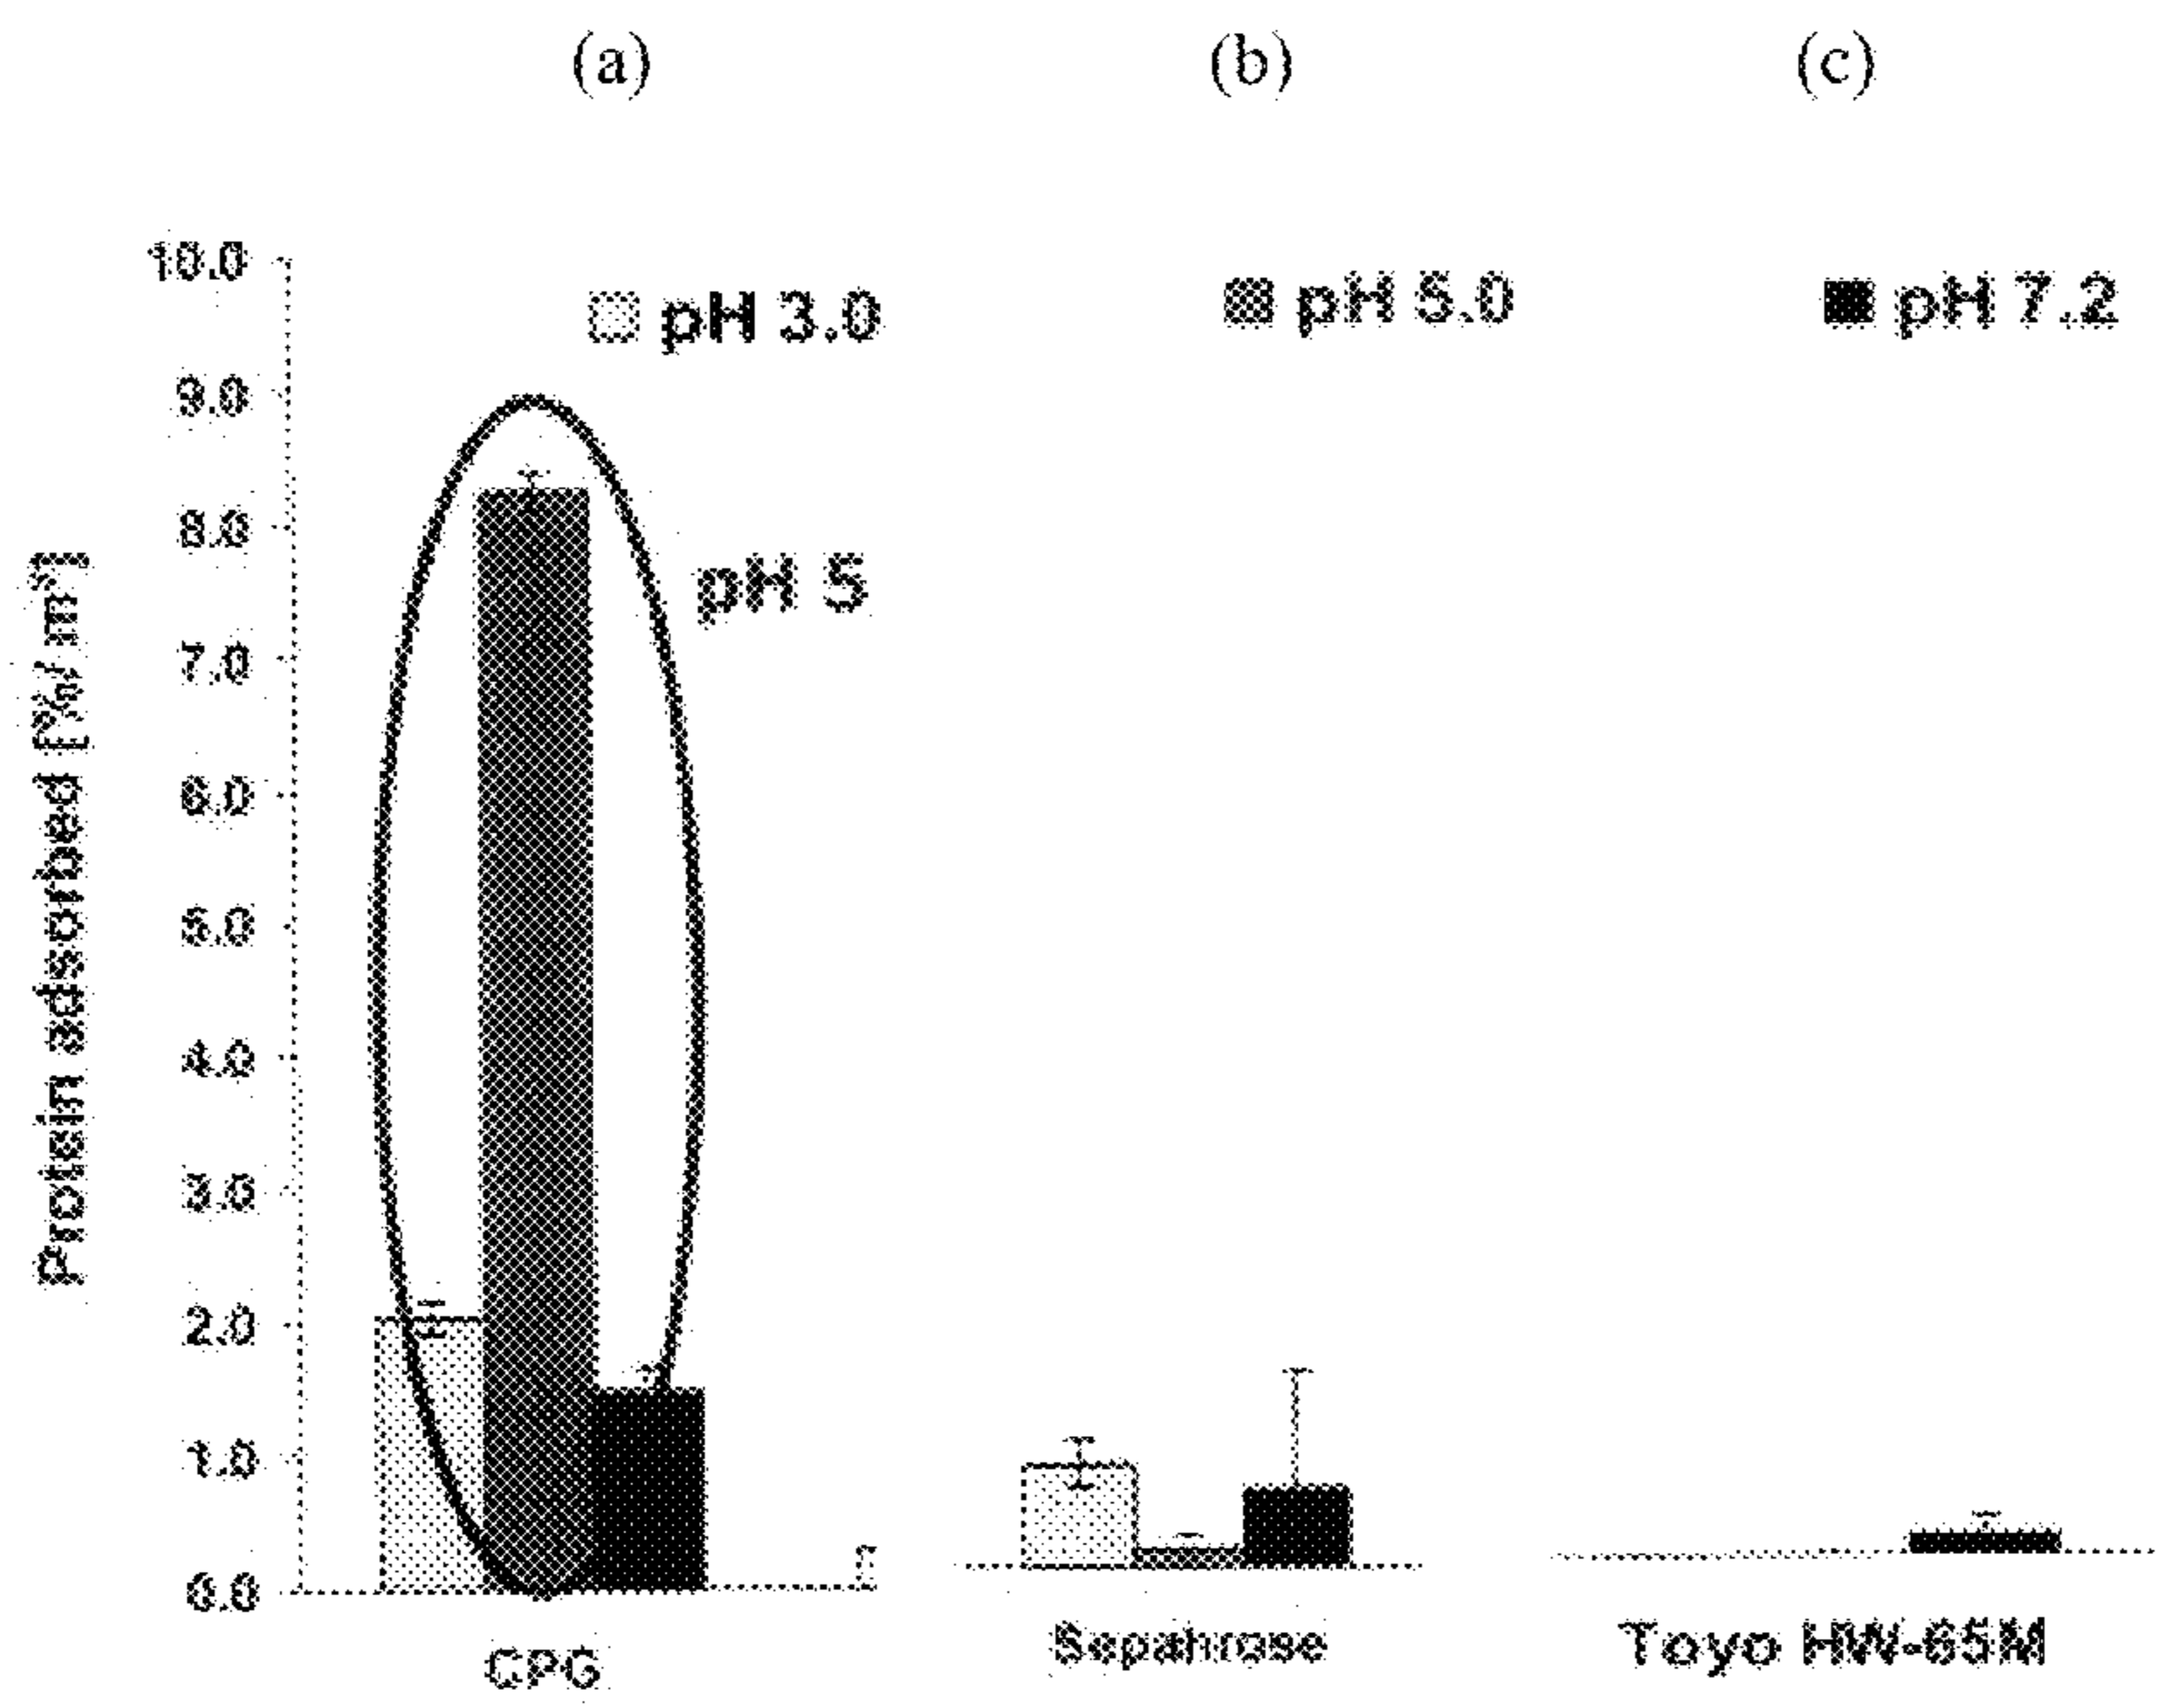 (a) (b) (c)
pH 3.0 pH 5.0 pH 7.2
pH 5
Protein adsorbed [%/ m²]
10.0
9.0
8.0
7.0
6.0
5.0
4.0
3.0
2.0
1.0
0.0
CPG Sepahrose Toyo HW-65M